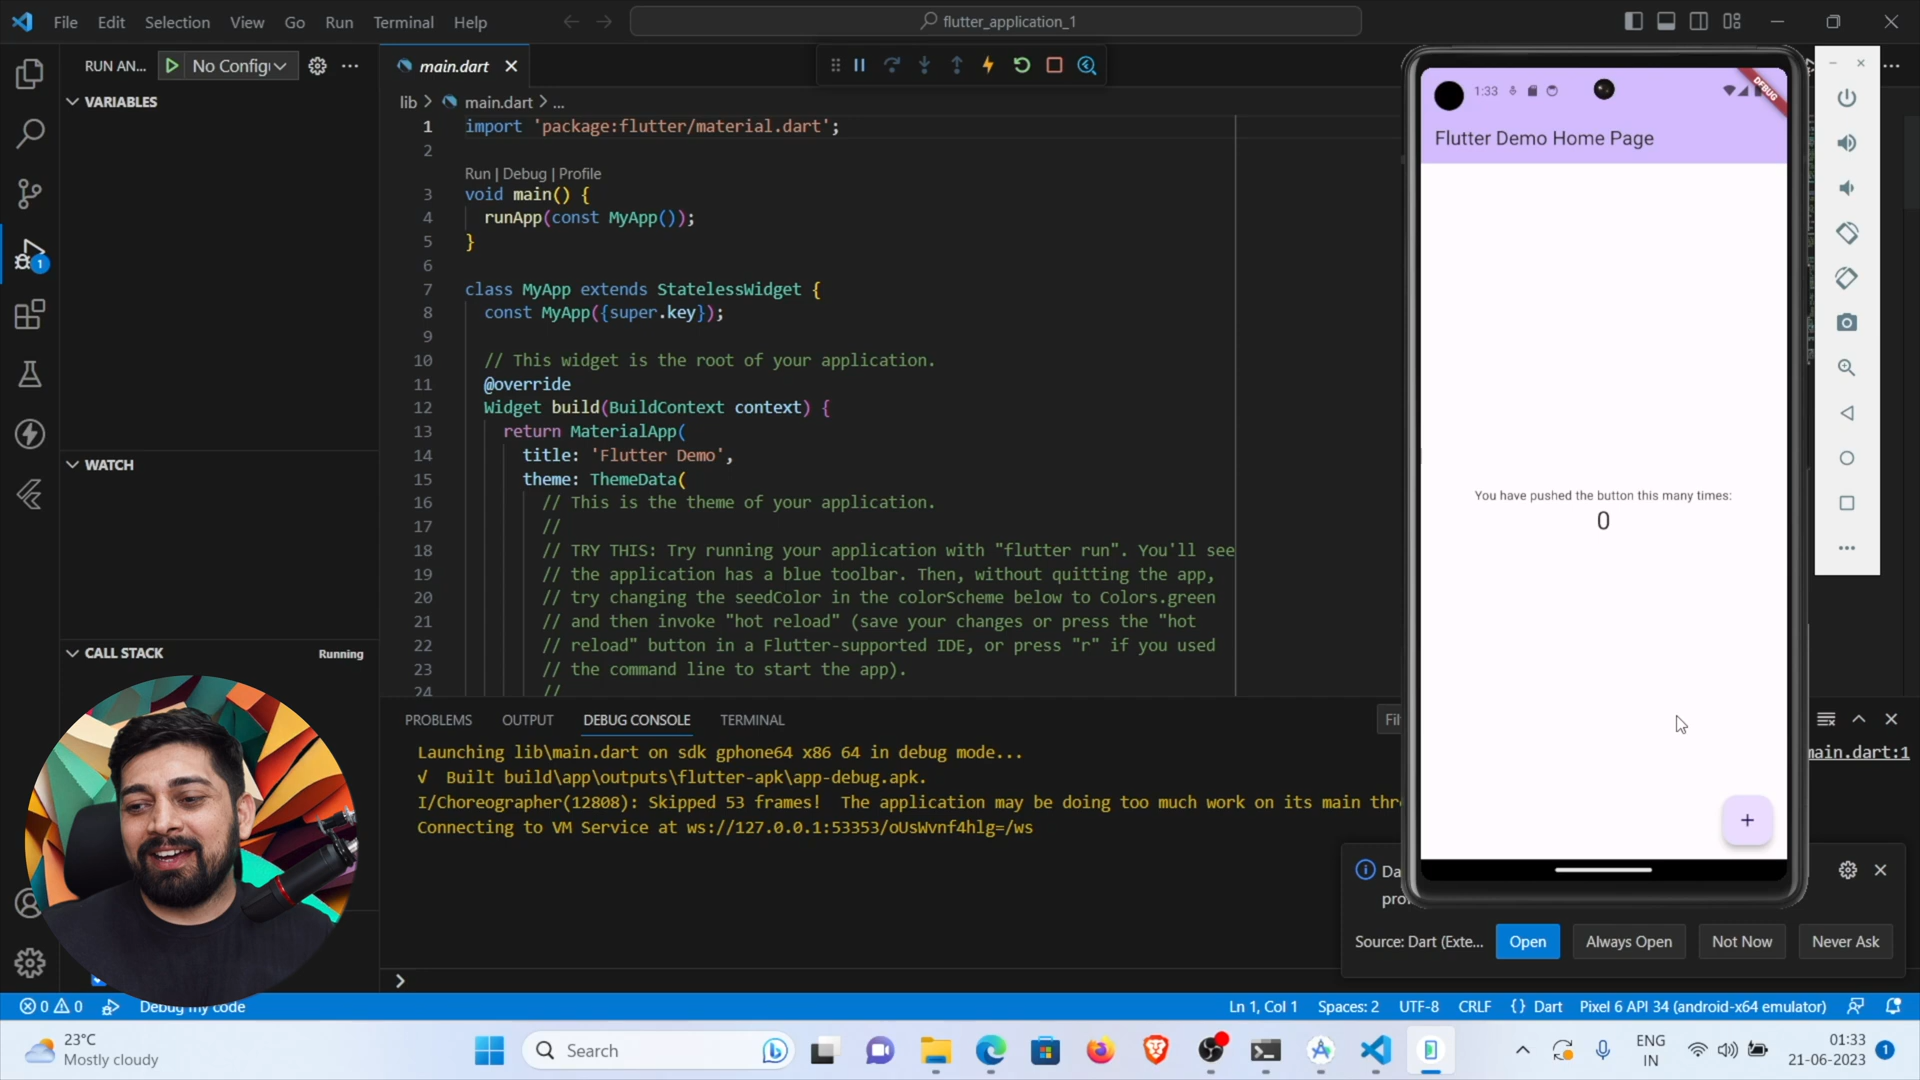 File Edit Selection View Go Run Terminal Help
flutter_application_1
RUN AN...
No Config
main.dart
VARIABLES
lib > main.dart > ...
1 import 'package:flutter/material.dart';
2
Run | Debug | Profile
3 void main() {
4 runApp(const MyApp());
5 }
6
7 class MyApp extends StatelessWidget {
8 const MyApp({super.key});
9
10 // This widget is the root of your application.
11 @override
12 Widget build(BuildContext context) {
13 return MaterialApp(
14 title: 'Flutter Demo',
15 theme: ThemeData(
16 // This is the theme of your application.
17 //
18 // TRY THIS: Try running your application with "flutter run". You'll see
19 // the application has a blue toolbar. Then, without quitting the app,
20 // try changing the seedColor in the colorScheme below to Colors.green
21 // and then invoke "hot reload" (save your changes or press the "hot
22 // reload" button in a Flutter-supported IDE, or press "r" if you used
23 // the command line to start the app).
24 //
WATCH
CALL STACK
Running
1
1:33
DEBUG
Flutter Demo Home Page
You have pushed the button this many times:
0
+
PROBLEMS OUTPUT DEBUG CONSOLE TERMINAL
Fil
Launching lib\main.dart on sdk gphone64 x86 64 in debug mode...
main.dart:1
√ Built build\app\outputs\flutter-apk\app-debug.apk.
I/Choreographer(12808): Skipped 53 frames! The application may be doing too much work on its main thr
Connecting to VM Service at ws://127.0.0.1:53353/oUsWvnf4hlg=/ws
Da
pro
Source: Dart (Exte...
Open
Always Open
Not Now
Never Ask
0 0
Debug my code
Ln 1, Col 1
Spaces: 2
UTF-8
CRLF
{} Dart
Pixel 6 API 34 (android-x64 emulator)
23°C
Mostly cloudy
Search
ENG
IN
01:33
21-06-2023
1